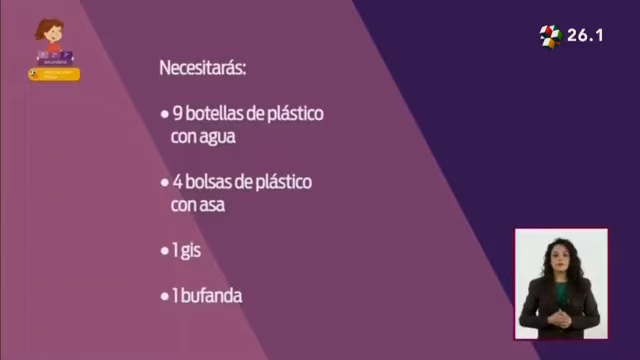 26.1
Necesitarás:
• 9 botellas de plástico
con agua
• 4 bolsas de plástico
con asa
• 1 gis
• 1 bufanda